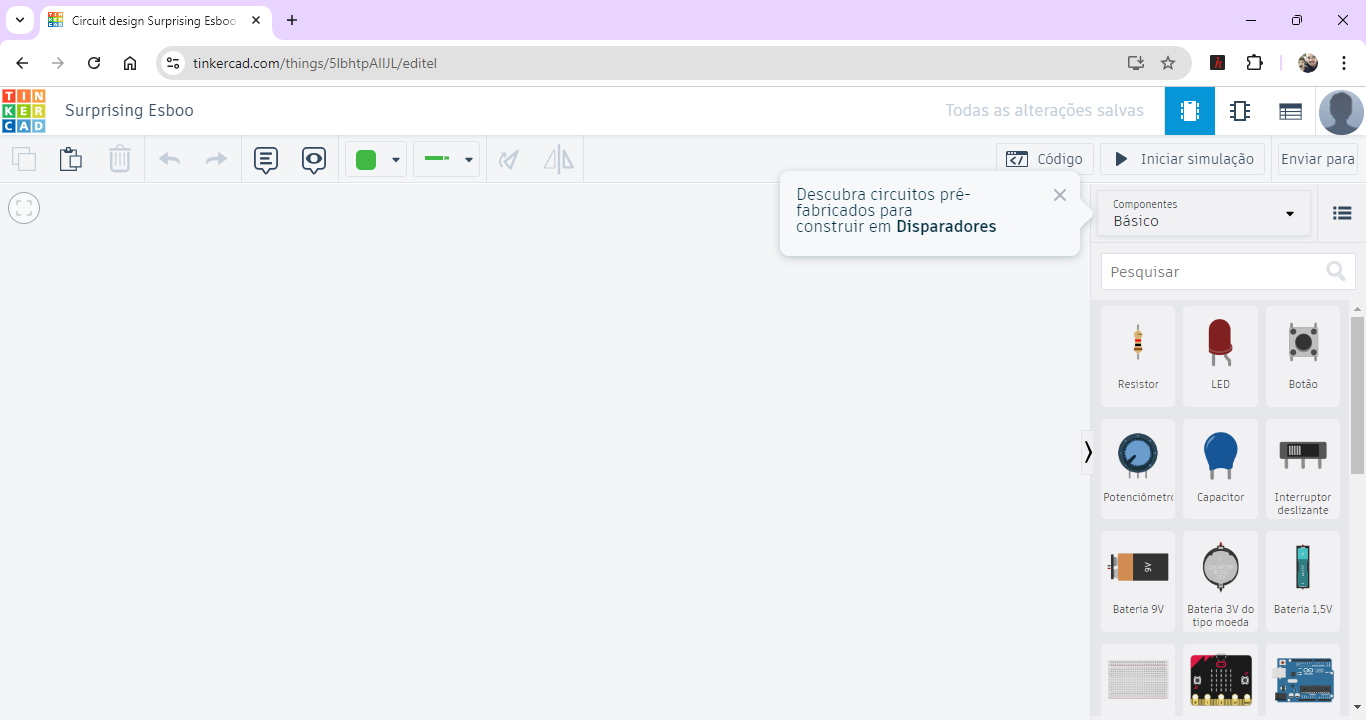 Circuit design Surprising Esboo
tinkercad.com/things/5lbhtpAlIJL/editel
TIN
KER
CAD
Surprising Esboo
Todas as alterações salvas
Código
Iniciar simulação
Enviar para
Descubra circuitos pré-
fabricados para
construir em Disparadores
Componentes
Básico
Pesquisar
Resistor
LED
Botão
Potenciômetro
Capacitor
Interruptor
deslizante
9V
Bateria 9V
Bateria 3V do
tipo moeda
Bateria 1,5V